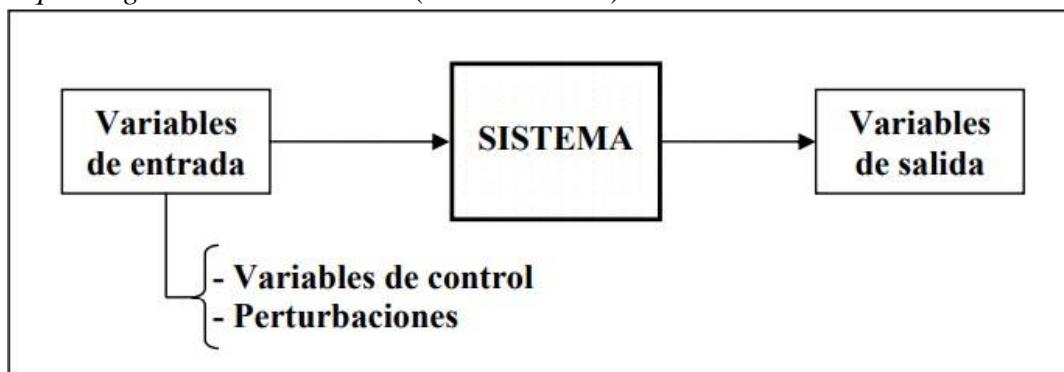 Variables
de entrada
SISTEMA
Variables
de salida
- Variables de control
- Perturbaciones